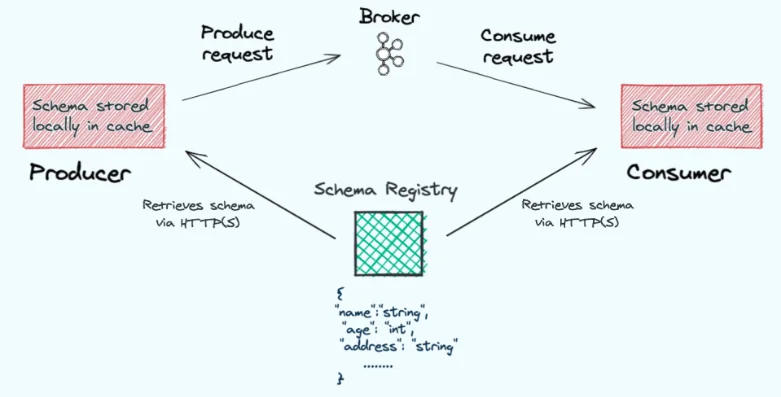 Broker
Produce
request
Consume
request
Schema stored
locally in cache
Producer
Schema stored
locally in cache
Consumer
Schema Registry
Retrieves schema
via HTTP(S)
Retrieves schema
via HTTP(S)
{
"name":"string",
"age": "int",
"address": "string"
........
}